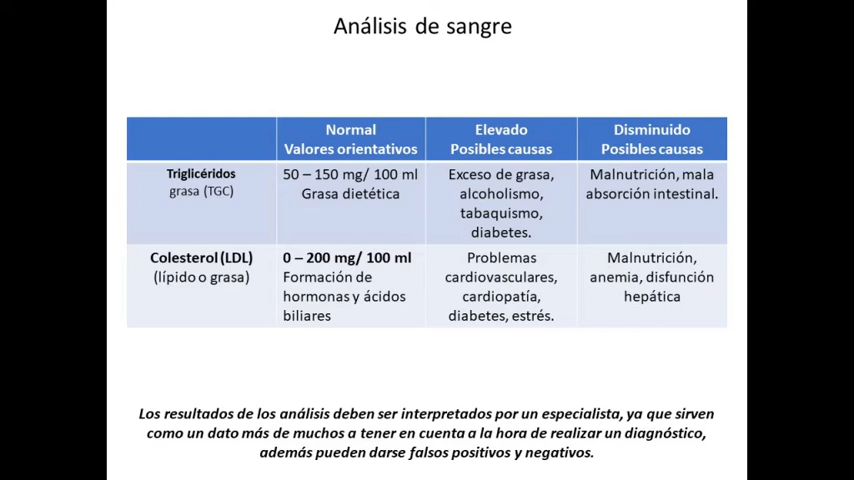 Análisis de sangre
Normal
Valores orientativos
Elevado
Posibles causas
Disminuido
Posibles causas
Triglicéridos
grasa (TGC)
50 – 150 mg/ 100 ml
Grasa dietética
Exceso de grasa,
alcoholismo,
tabaquismo,
diabetes.
Malnutrición, mala
absorción intestinal.
Colesterol (LDL)
(lípido o grasa)
0 – 200 mg/ 100 ml
Formación de
hormonas y ácidos
biliares
Problemas
cardiovasculares,
cardiopatía,
diabetes, estrés.
Malnutrición,
anemia, disfunción
hepática
Los resultados de los análisis deben ser interpretados por un especialista, ya que sirven
como un dato más de muchos a tener en cuenta a la hora de realizar un diagnóstico,
además pueden darse falsos positivos y negativos.